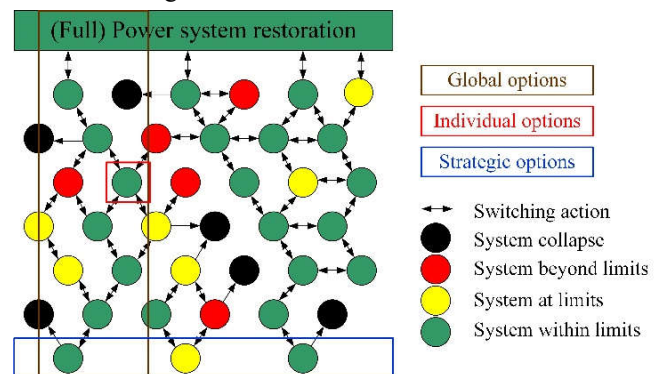 (Full) Power system restoration
Global options
Individual options
Strategic options
Switching action
System collapse
System beyond limits
System at limits
System within limits